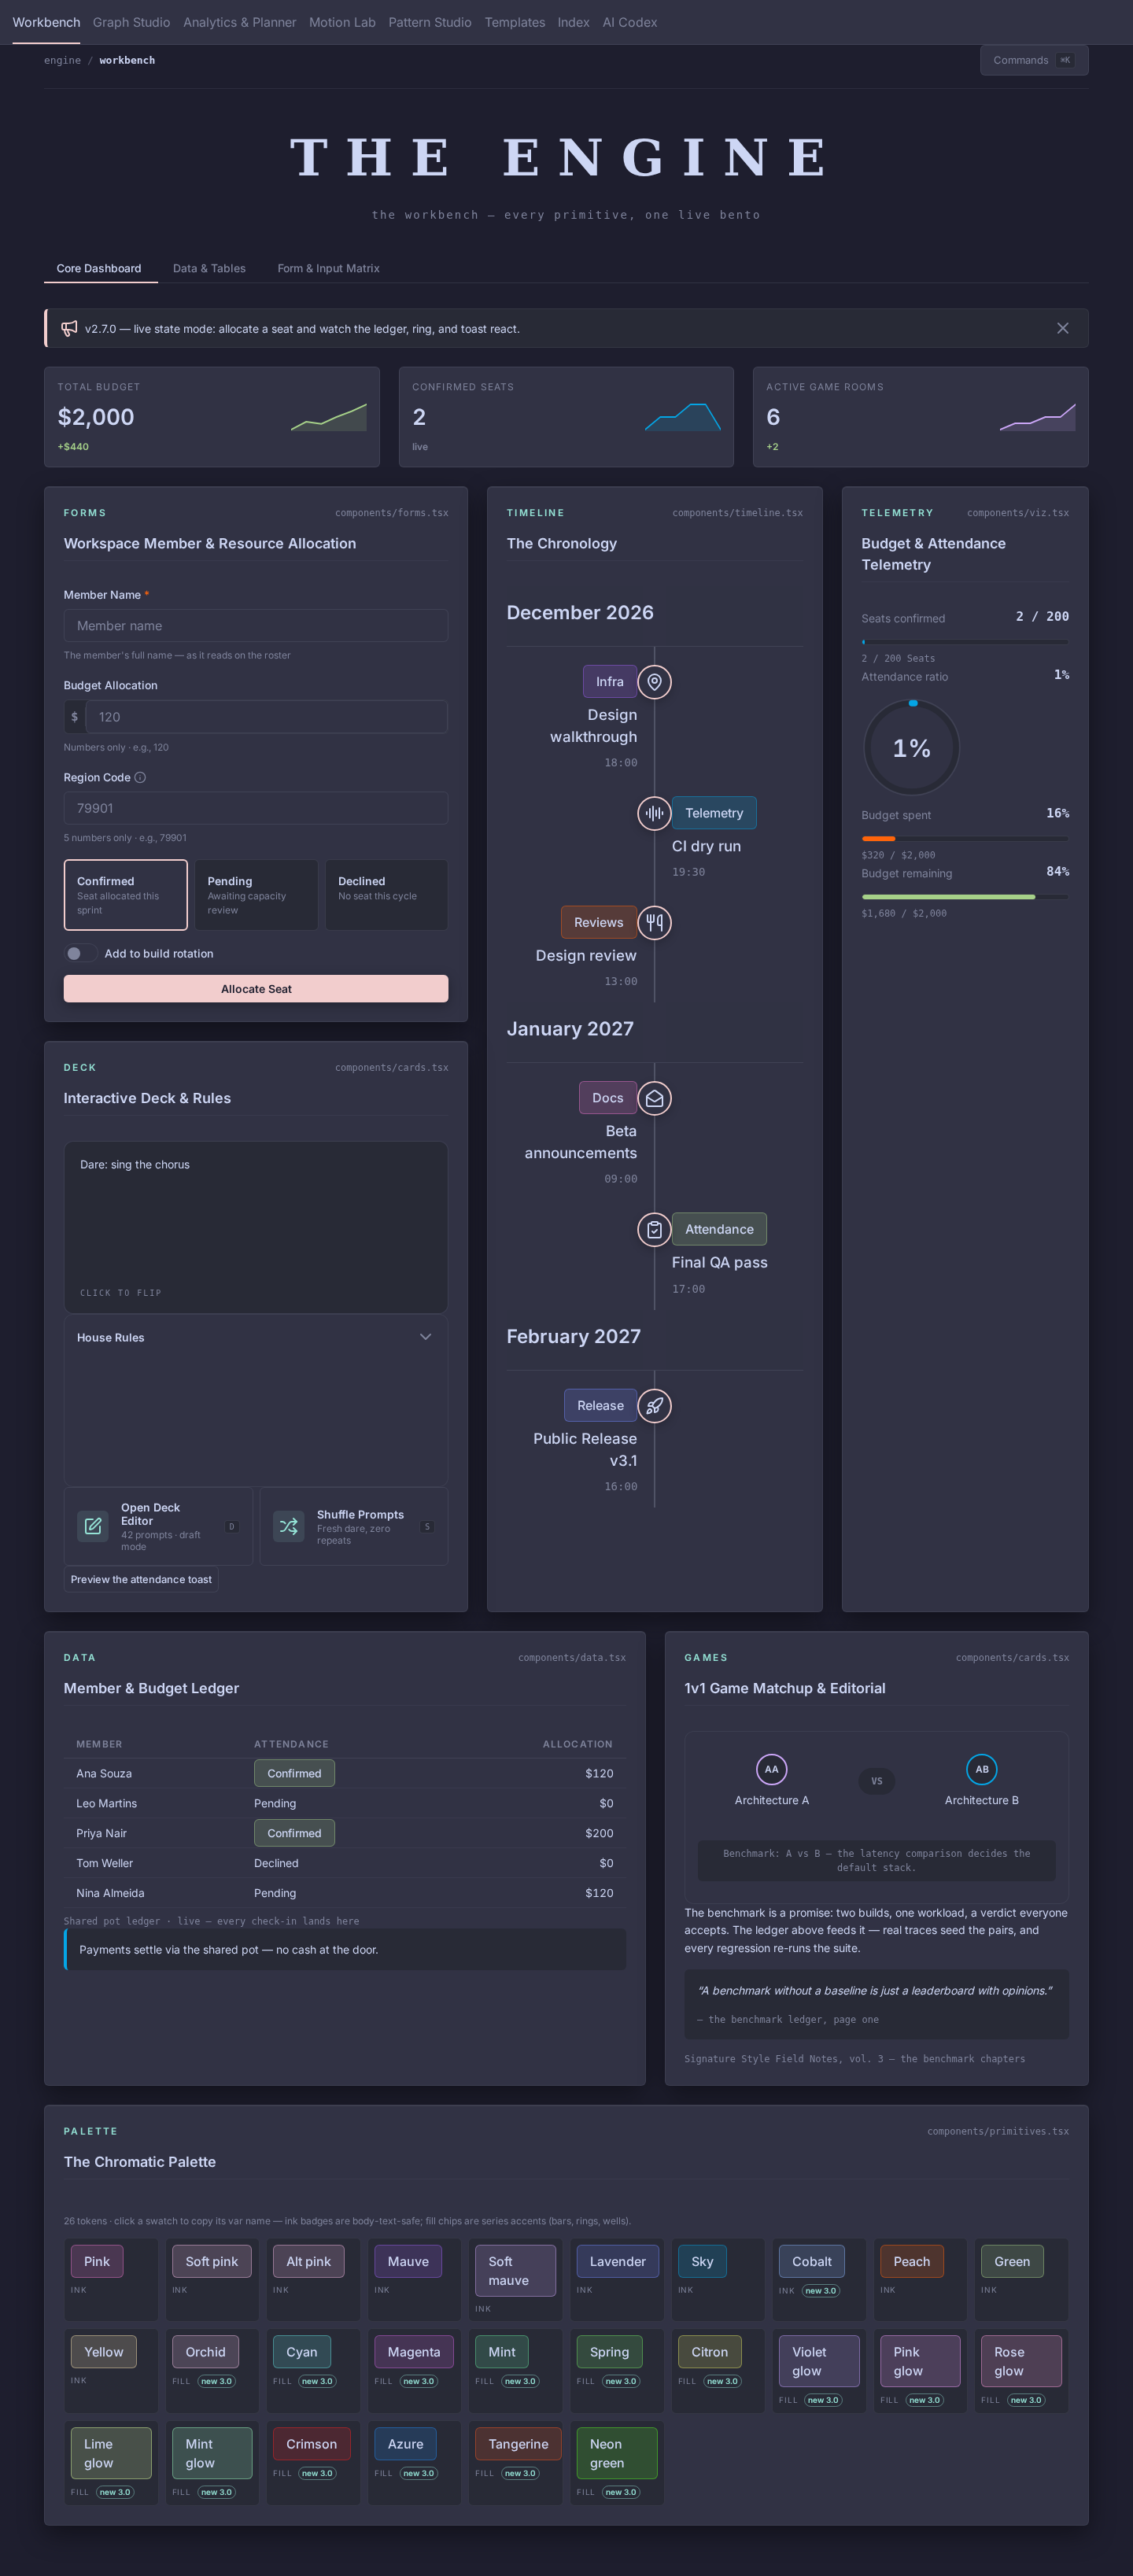 Workbench Graph Studio Analytics & Planner Motion Lab Pattern Studio Templates Index AI Codex
engine / workbench
Commands ⌘K
THE ENGINE
the workbench — every primitive, one live bento
Core Dashboard Data & Tables Form & Input Matrix
v2.7.0 — live state mode: allocate a seat and watch the ledger, ring, and toast react.
TOTAL BUDGET
$2,000
+$440
CONFIRMED SEATS
2
live
ACTIVE GAME ROOMS
6
+2
FORMS components/forms.tsx
Workspace Member & Resource Allocation
Member Name *
Member name
The member's full name — as it reads on the roster
Budget Allocation
$ 120
Numbers only · e.g., 120
Region Code
79901
5 numbers only · e.g., 79901
Confirmed
Seat allocated this
sprint
Pending
Awaiting capacity
review
Declined
No seat this cycle
Add to build rotation
Allocate Seat
TIMELINE components/timeline.tsx
The Chronology
December 2026
Infra
Design
walkthrough
18:00
Telemetry
CI dry run
19:30
Reviews
Design review
13:00
January 2027
Docs
Beta
announcements
09:00
Attendance
Final QA pass
17:00
February 2027
Release
Public Release
v3.1
16:00
TELEMETRY components/viz.tsx
Budget & Attendance
Telemetry
Seats confirmed 2 / 200
2 / 200 Seats
Attendance ratio 1%
1%
Budget spent 16%
$320 / $2,000
Budget remaining 84%
$1,680 / $2,000
DECK components/cards.tsx
Interactive Deck & Rules
Dare: sing the chorus
CLICK TO FLIP
House Rules
Open Deck
Editor
42 prompts · draft
mode
D
Shuffle Prompts
Fresh dare, zero
repeats
S
Preview the attendance toast
DATA components/data.tsx
Member & Budget Ledger
MEMBER ATTENDANCE ALLOCATION
Ana Souza Confirmed $120
Leo Martins Pending $0
Priya Nair Confirmed $200
Tom Weller Declined $0
Nina Almeida Pending $120
Shared pot ledger · live — every check-in lands here
Payments settle via the shared pot — no cash at the door.
GAMES components/cards.tsx
1v1 Game Matchup & Editorial
AA VS AB
Architecture A Architecture B
Benchmark: A vs B — the latency comparison decides the
default stack.
The benchmark is a promise: two builds, one workload, a verdict everyone
accepts. The ledger above feeds it — real traces seed the pairs, and
every regression re-runs the suite.
“A benchmark without a baseline is just a leaderboard with opinions.”
— the benchmark ledger, page one
Signature Style Field Notes, vol. 3 — the benchmark chapters
PALETTE components/primitives.tsx
The Chromatic Palette
26 tokens · click a swatch to copy its var name — ink badges are body-text-safe; fill chips are series accents (bars, rings, wells).
Pink
INK
Soft pink
INK
Alt pink
INK
Mauve
INK
Soft
mauve
INK
Lavender
INK
Sky
INK
Cobalt
INK new 3.0
Peach
INK
Green
INK
Yellow
INK
Orchid
FILL new 3.0
Cyan
FILL new 3.0
Magenta
FILL new 3.0
Mint
FILL new 3.0
Spring
FILL new 3.0
Citron
FILL new 3.0
Violet
glow
FILL new 3.0
Pink
glow
FILL new 3.0
Rose
glow
FILL new 3.0
Lime
glow
FILL new 3.0
Mint
glow
FILL new 3.0
Crimson
FILL new 3.0
Azure
FILL new 3.0
Tangerine
FILL new 3.0
Neon
green
FILL new 3.0